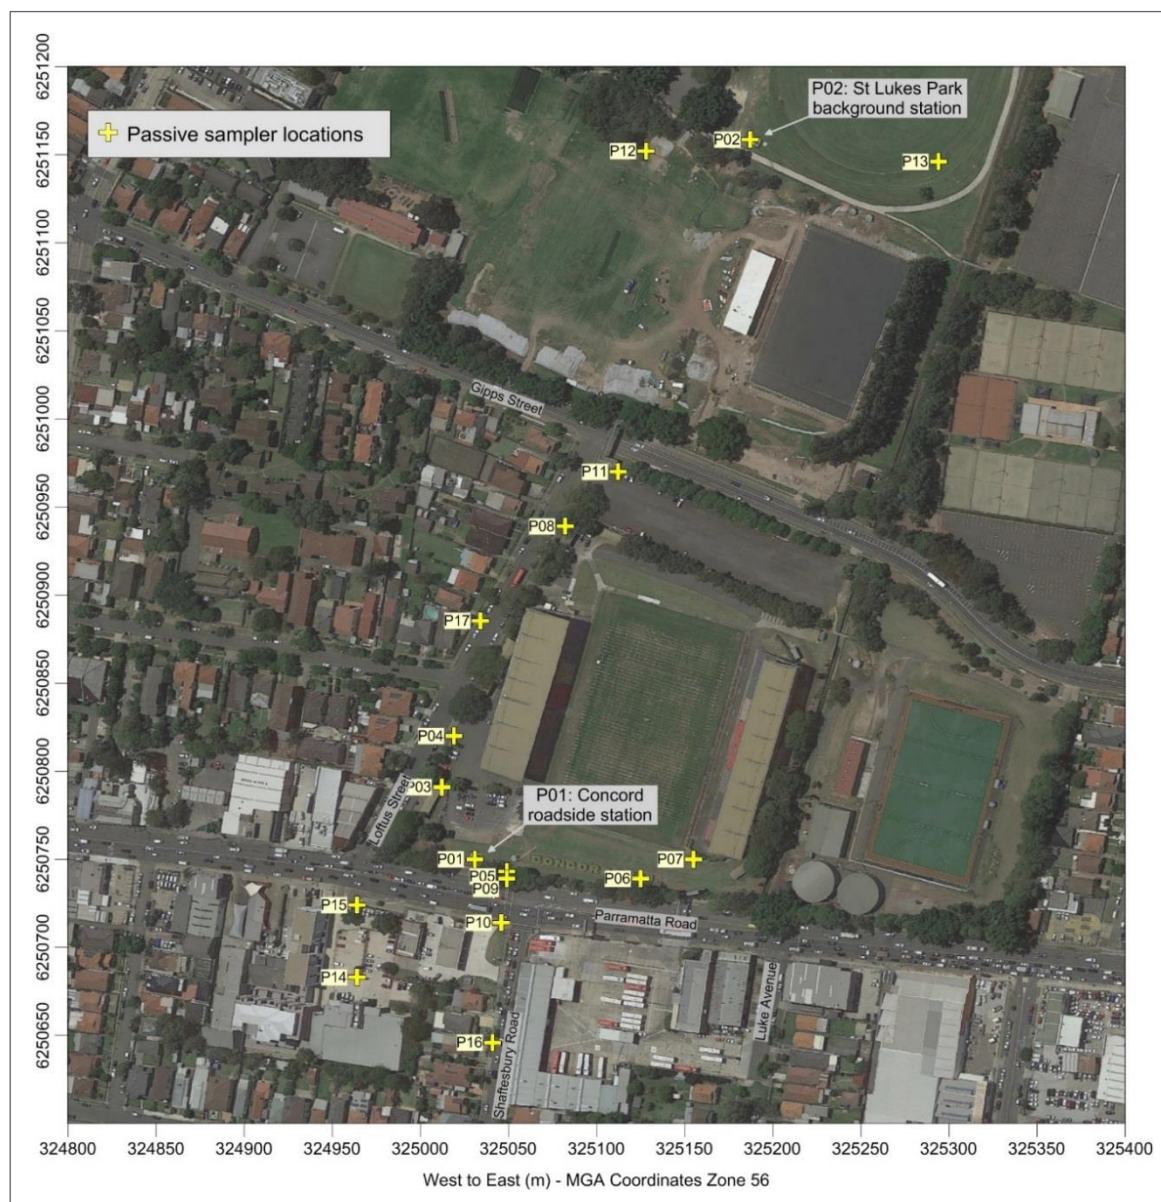 6251200
6251150
6251100
6251050
6251000
6250950
6250900
6250850
6250800
6250750
6250700
6250650
Passive sampler locations
P02: St Lukes Park
background station
P02
P12
P13
Gipps Street
P11
P08
P17
P04
P03
Loftus Street
P01: Concord
roadside station
P01
CONCORD
P05
P09
P07
P06
P15
P10
Parramatta Road
P14
P16
Shaftesbury Road
Luke Avenue
324800 324850 324900 324950 325000 325050 325100 325150 325200 325250 325300 325350 325400
West to East (m) - MGA Coordinates Zone 56